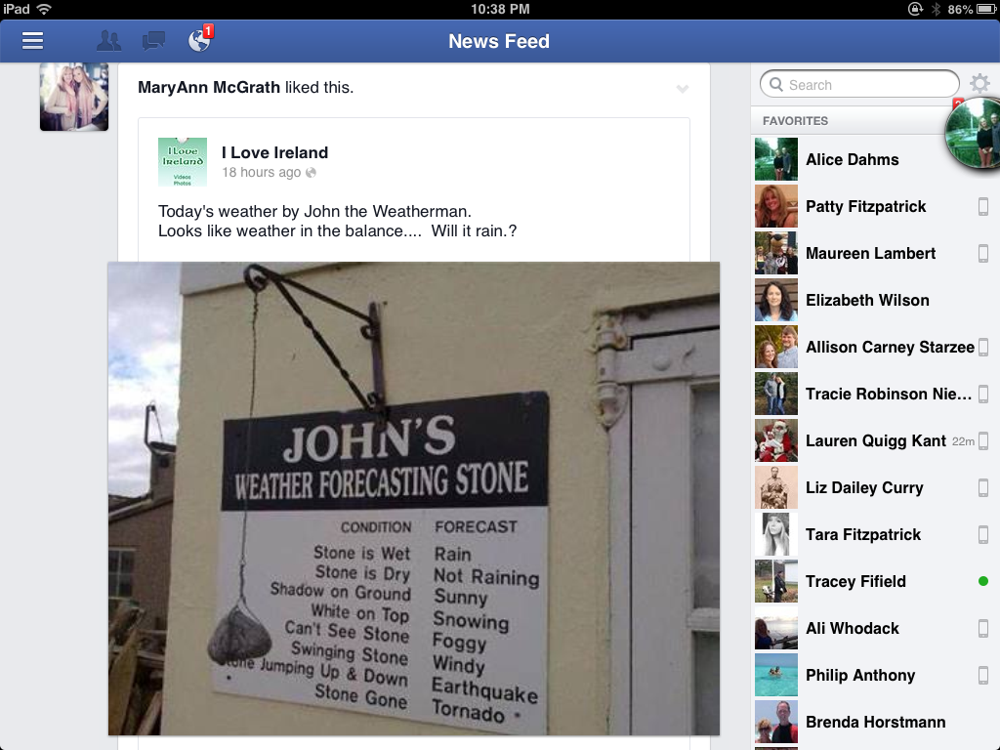 iPad 10:38 PM 86%
1 News Feed
MaryAnn McGrath liked this.
I Love Ireland
Videos
Photos
I Love Ireland
18 hours ago
Today's weather by John the Weatherman.
Looks like weather in the balance.... Will it rain.?
JOHN'S
WEATHER FORECASTING STONE
CONDITION FORECAST
Stone is Wet Rain
Stone is Dry Not Raining
Shadow on Ground Sunny
White on Top Snowing
Can't See Stone Foggy
Swinging Stone Windy
Stone Jumping Up & Down Earthquake
Stone Gone Tornado
Search
FAVORITES
Alice Dahms
Patty Fitzpatrick
Maureen Lambert
Elizabeth Wilson
Allison Carney Starzee
Tracie Robinson Nie...
Lauren Quigg Kant 22m
Liz Dailey Curry
Tara Fitzpatrick
Tracey Fifield
Ali Whodack
Philip Anthony
Brenda Horstmann